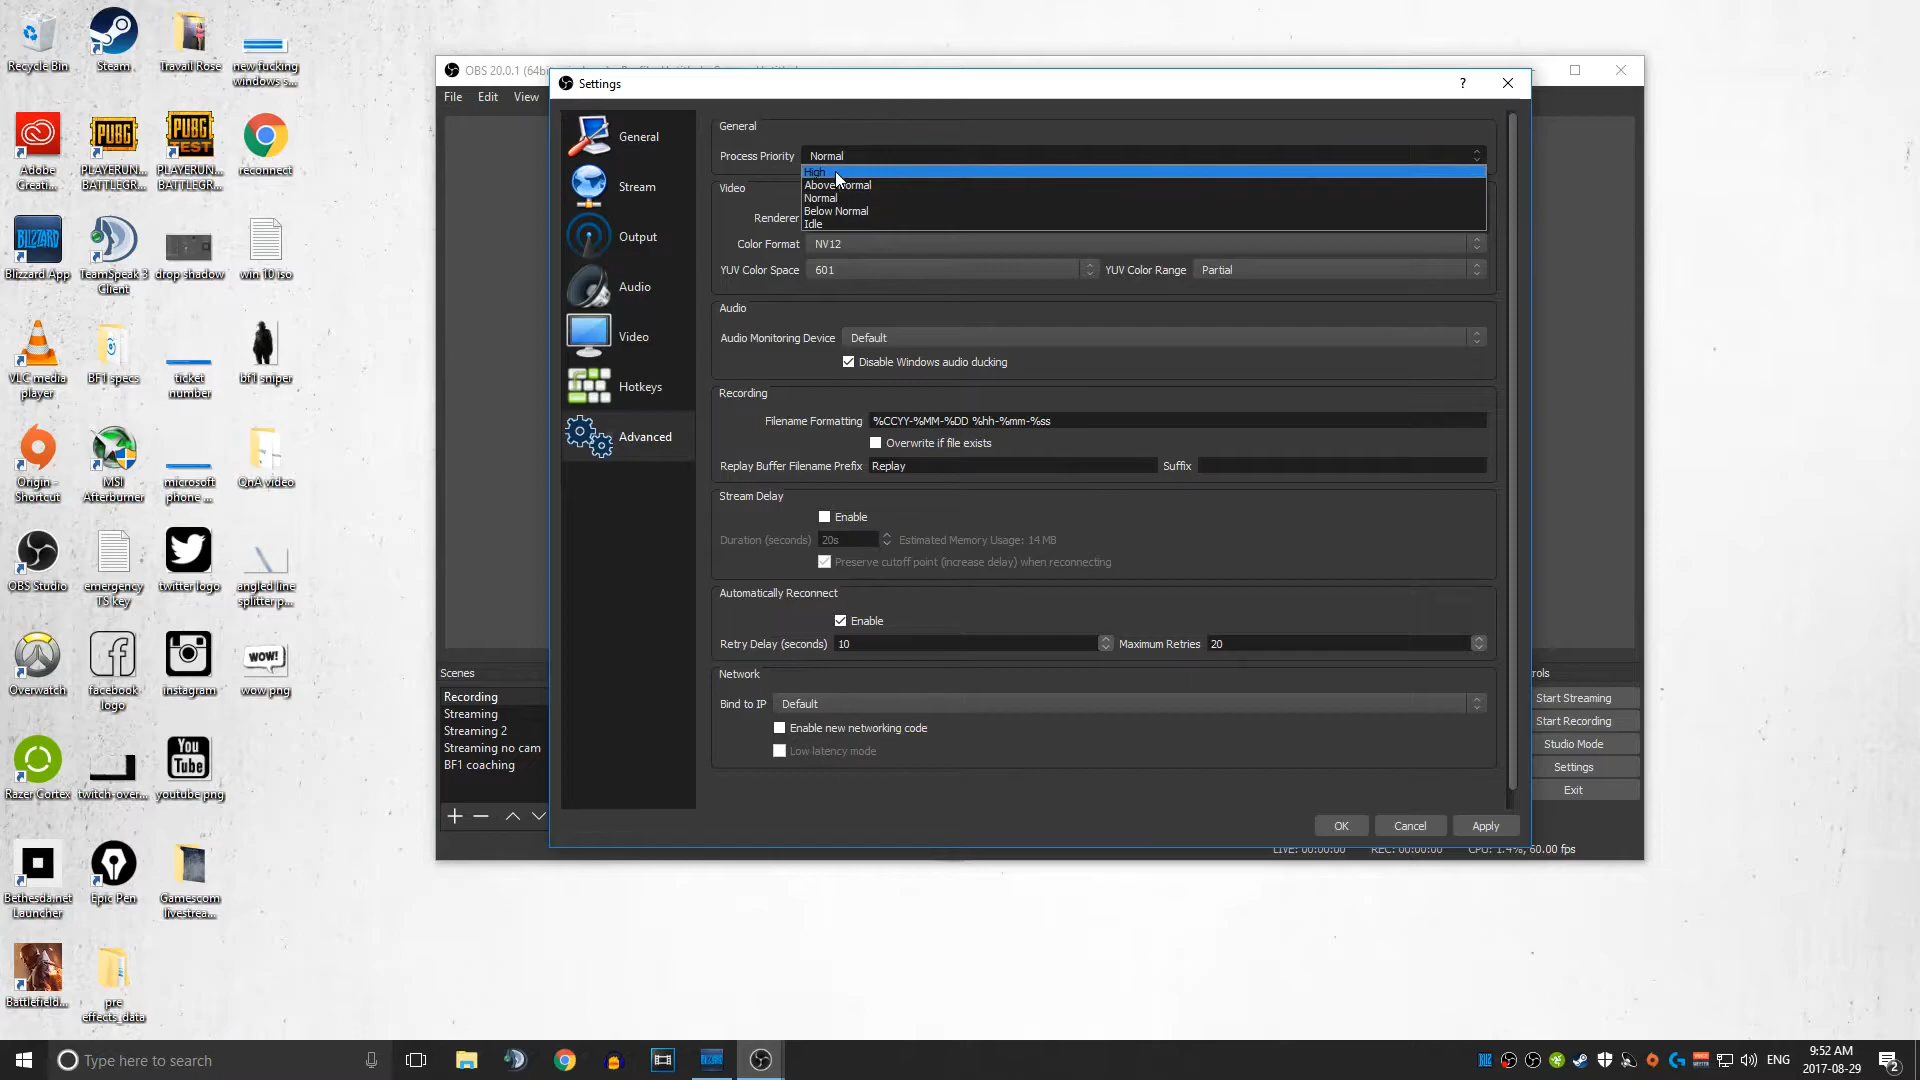 Recycle Bin
Steam
Travail Rose
new fucking
windows s...
Adobe
Creati...
PUBG
PLAYERUN...
BATTLEGR...
PUBG
TEST
PLAYERUN...
BATTLEGR...
reconnect
BLIZZARD
Blizzard App
TeamSpeak 3
Client
drop shadow
win 10 iso
VLC media
player
BF1 specs
ticket
number
bf1 sniper
Origin -
Shortcut
MSI
Afterburner
microsoft
phone ...
QnA video
OBS Studio
emergency
TS key
twitter logo
angled line
splitter p...
Overwatch
facebook
logo
instagram
WOW!
wow png
Razer Cortex
twitch-over...
You
Tube
youtube png
Bethesda.net
Launcher
Epic Pen
Gamescom
livestrea...
Battlefield...
pre
effects_data
OBS 20.0.1 (64bi
File
Edit
View
Settings
?
General
Stream
Output
Audio
Video
Hotkeys
Advanced
General
Process Priority
Normal
High
Above Normal
Normal
Below Normal
Idle
Video
Renderer
Color Format
NV12
YUV Color Space
601
YUV Color Range
Partial
Audio
Audio Monitoring Device
Default
Disable Windows audio ducking
Recording
Filename Formatting
%CCYY-%MM-%DD %hh-%mm-%ss
Overwrite if file exists
Replay Buffer Filename Prefix
Replay
Suffix
Stream Delay
Enable
Duration (seconds)
20s
Estimated Memory Usage: 14 MB
Preserve cutoff point (increase delay) when reconnecting
Automatically Reconnect
Enable
Retry Delay (seconds)
10
Maximum Retries
20
Network
Bind to IP
Default
Enable new networking code
Low latency mode
OK
Cancel
Apply
Scenes
Recording
Streaming
Streaming 2
Streaming no cam
BF1 coaching
rols
Start Streaming
Start Recording
Studio Mode
Settings
Exit
LIVE: 00:00:00
REC: 00:00:00
CPU: 1.4%, 60.00 fps
Type here to search
ENG
9:52 AM
2017-08-29
2